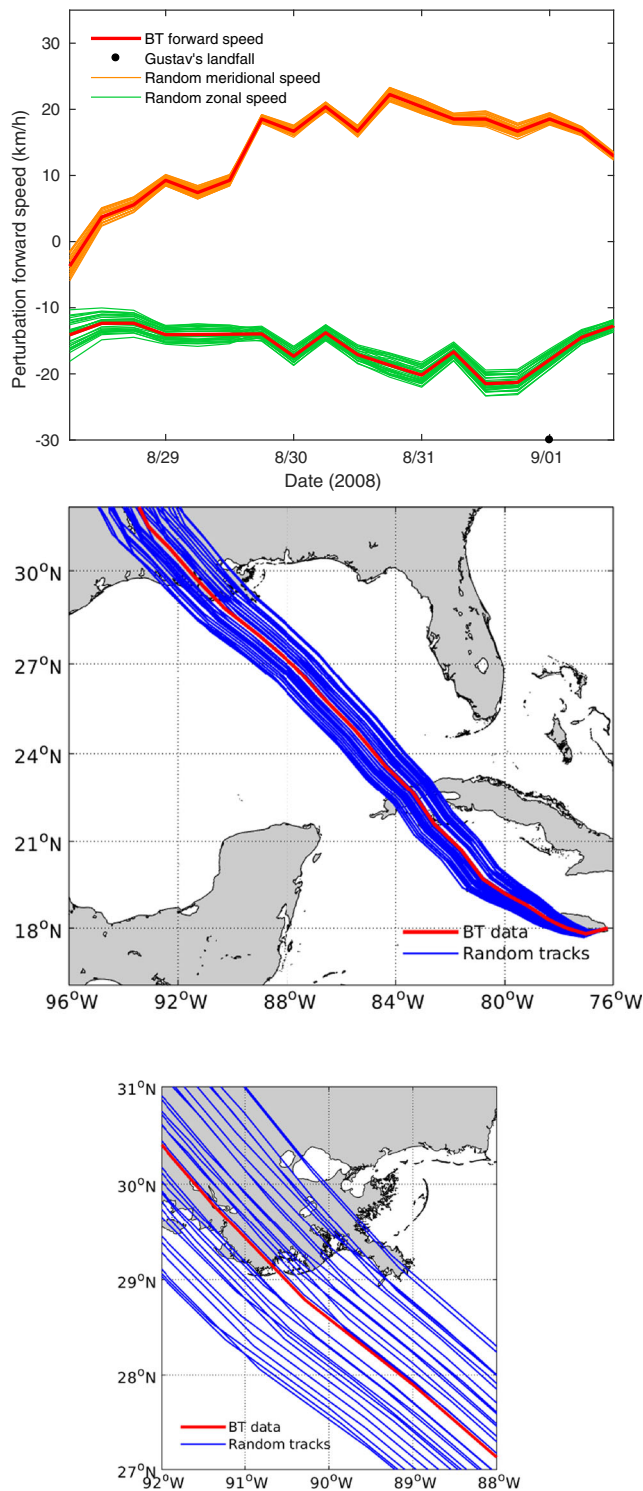 BT forward speed
Gustav's landfall
Random meridional speed
Random zonal speed
Perturbation forward speed (km/h)
30
20
10
0
-10
-20
-30
8/29 8/30 8/31 9/01
Date (2008)
30°N
27°N
24°N
21°N
18°N
BT data
Random tracks
96°W 92°W 88°W 84°W 80°W 76°W
31°N
30°N
29°N
28°N
27°N
BT data
Random tracks
92°W 91°W 90°W 89°W 88°W